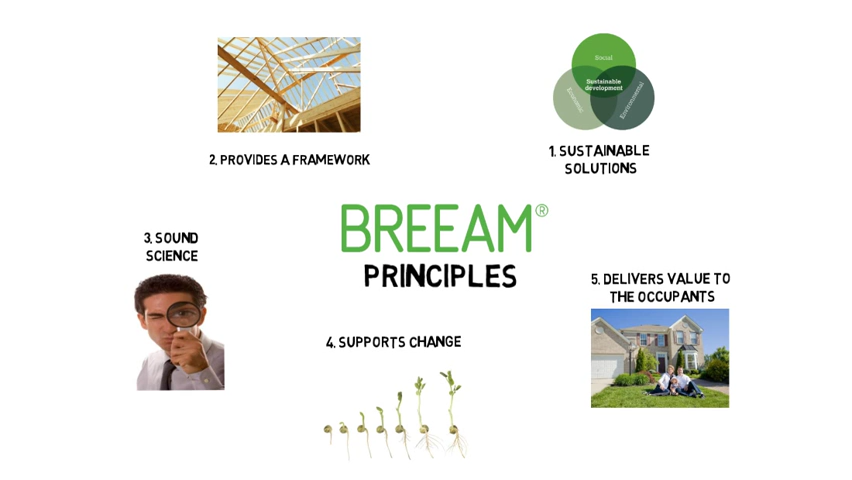 Social
Sustainable
development
Economic
Environmental
1. SUSTAINABLE
SOLUTIONS
2. PROVIDES A FRAMEWORK
BREEAM®
PRINCIPLES
3. SOUND
SCIENCE
4. SUPPORTS CHANGE
5. DELIVERS VALUE TO
THE OCCUPANTS